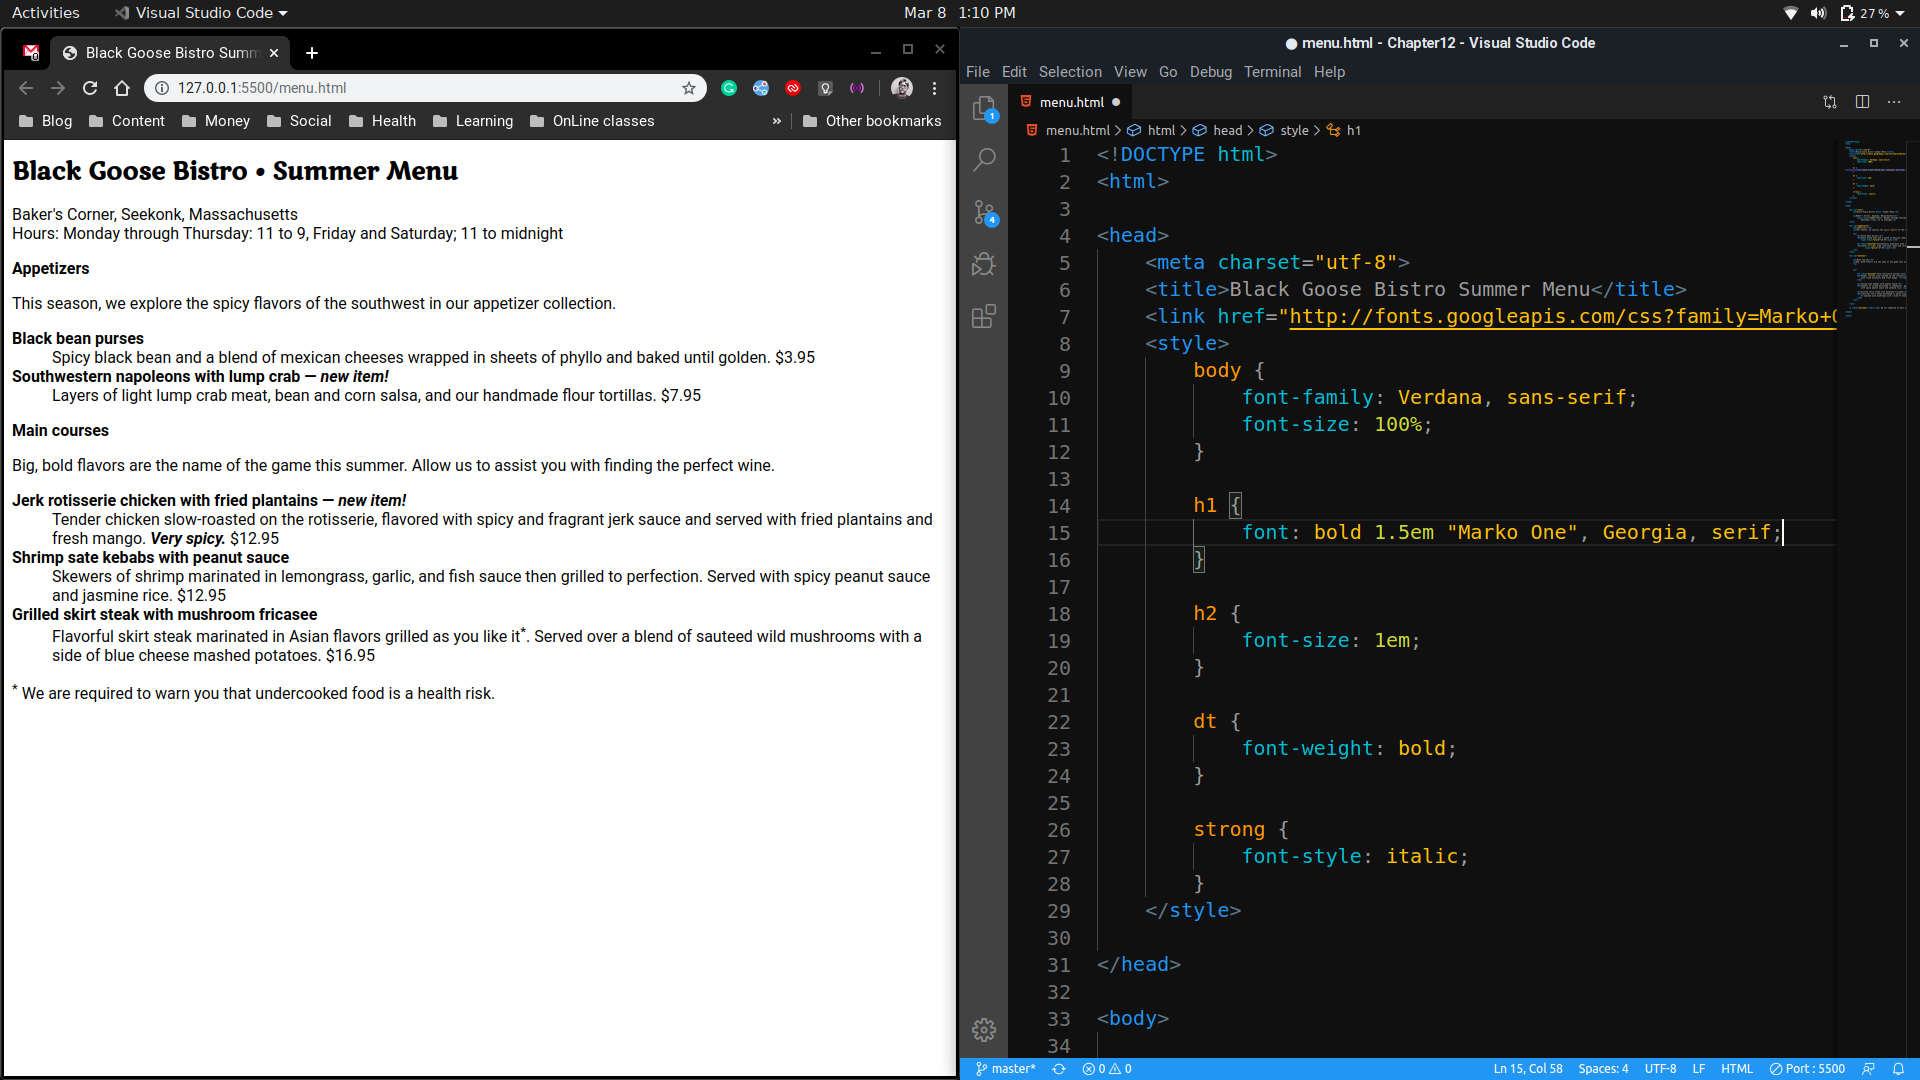 Activities
Visual Studio Code
Mar 8 1:10 PM
27 %
Black Goose Bistro Summ
127.0.0.1:5500/menu.html
Blog
Content
Money
Social
Health
Learning
OnLine classes
»
Other bookmarks
Black Goose Bistro • Summer Menu
Baker's Corner, Seekonk, Massachusetts
Hours: Monday through Thursday: 11 to 9, Friday and Saturday; 11 to midnight
Appetizers
This season, we explore the spicy flavors of the southwest in our appetizer collection.
Black bean purses
Spicy black bean and a blend of mexican cheeses wrapped in sheets of phyllo and baked until golden. $3.95
Southwestern napoleons with lump crab — new item!
Layers of light lump crab meat, bean and corn salsa, and our handmade flour tortillas. $7.95
Main courses
Big, bold flavors are the name of the game this summer. Allow us to assist you with finding the perfect wine.
Jerk rotisserie chicken with fried plantains — new item!
Tender chicken slow-roasted on the rotisserie, flavored with spicy and fragrant jerk sauce and served with fried plantains and
fresh mango. Very spicy. $12.95
Shrimp sate kebabs with peanut sauce
Skewers of shrimp marinated in lemongrass, garlic, and fish sauce then grilled to perfection. Served with spicy peanut sauce
and jasmine rice. $12.95
Grilled skirt steak with mushroom fricasee
Flavorful skirt steak marinated in Asian flavors grilled as you like it*. Served over a blend of sauteed wild mushrooms with a
side of blue cheese mashed potatoes. $16.95
* We are required to warn you that undercooked food is a health risk.
● menu.html - Chapter12 - Visual Studio Code
File Edit Selection View Go Debug Terminal Help
menu.html ●
menu.html > html > head > style > h1
1
4
1 <!DOCTYPE html>
2 <html>
3
4 <head>
5 <meta charset="utf-8">
6 <title>Black Goose Bistro Summer Menu</title>
7 <link href="http://fonts.googleapis.com/css?family=Marko+
8 <style>
9 body {
10 font-family: Verdana, sans-serif;
11 font-size: 100%;
12 }
13
14 h1 {
15 font: bold 1.5em "Marko One", Georgia, serif;
16 }
17
18 h2 {
19 font-size: 1em;
20 }
21
22 dt {
23 font-weight: bold;
24 }
25
26 strong {
27 font-style: italic;
28 }
29 </style>
30
31 </head>
32
33 <body>
34
master*
0 0
Ln 15, Col 58
Spaces: 4
UTF-8
LF
HTML
Port : 5500